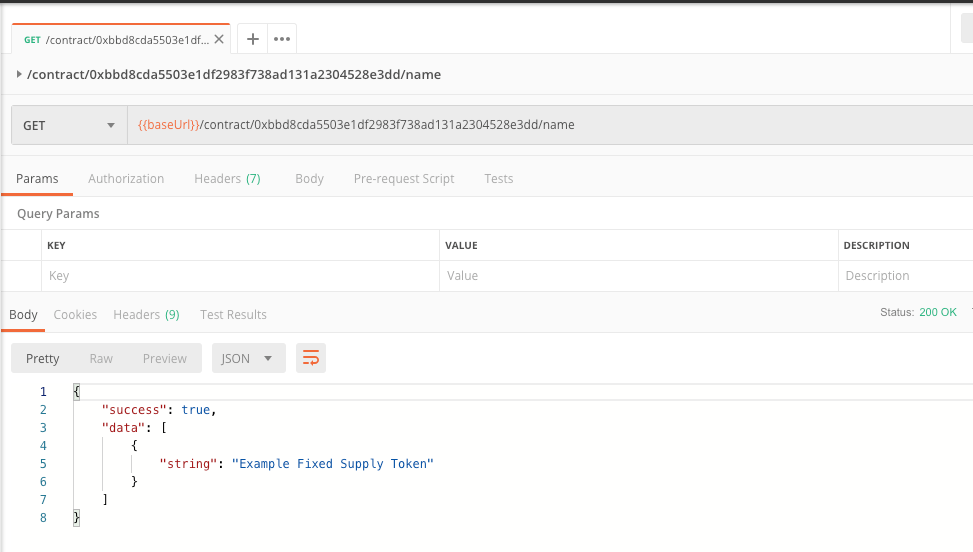 GET /contract/0xbbd8cda5503e1df...
/contract/0xbbd8cda5503e1df2983f738ad131a2304528e3dd/name
GET {{baseUrl}}/contract/0xbbd8cda5503e1df2983f738ad131a2304528e3dd/name
Params Authorization Headers (7) Body Pre-request Script Tests
Query Params
KEY VALUE DESCRIPTION
Key Value Description
Body Cookies Headers (9) Test Results Status: 200 OK
Pretty Raw Preview JSON
1 {
2 "success": true,
3 "data": [
4 {
5 "string": "Example Fixed Supply Token"
6 }
7 ]
8 }